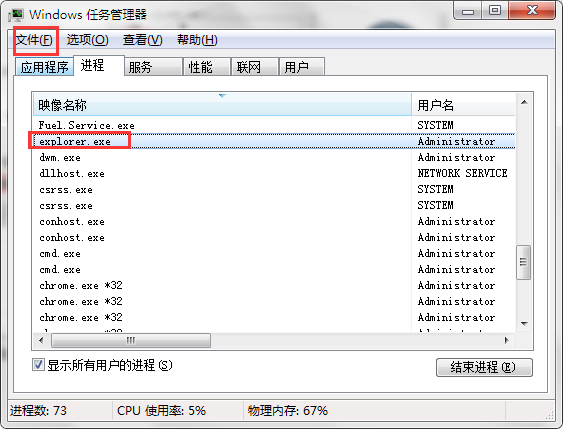 Windows 任务管理器
文件(F) 选项(O) 查看(V) 帮助(H)
应用程序 进程 服务 性能 联网 用户
映像名称 用户名
Fuel.Service.exe SYSTEM
explorer.exe Administrator
dwm.exe Administrator
dllhost.exe NETWORK SERVICE
csrss.exe SYSTEM
csrss.exe SYSTEM
conhost.exe Administrator
conhost.exe Administrator
cmd.exe Administrator
cmd.exe Administrator
chrome.exe *32 Administrator
chrome.exe *32 Administrator
chrome.exe *32 Administrator
显示所有用户的进程(S) 结束进程(E)
进程数: 73 CPU 使用率: 5% 物理内存: 67%